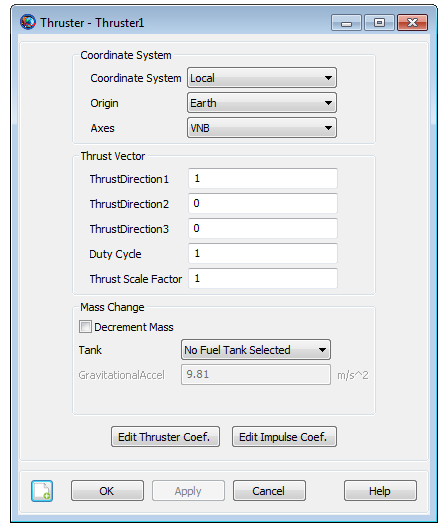 Thruster - Thruster1
Coordinate System
Coordinate System Local
Origin Earth
Axes VNB
Thrust Vector
ThrustDirection1 1
ThrustDirection2 0
ThrustDirection3 0
Duty Cycle 1
Thrust Scale Factor 1
Mass Change
Decrement Mass
Tank No Fuel Tank Selected
GravitationalAccel 9.81 m/s^2
Edit Thruster Coef. Edit Impulse Coef.
OK Apply Cancel Help